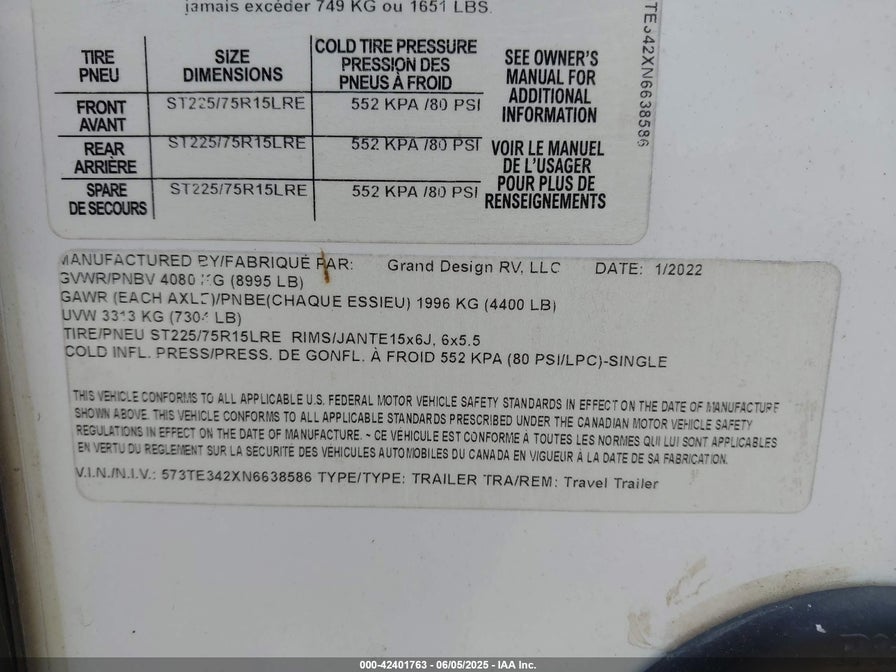 jamais excéder 749 KG ou 1651 LBS.
TIRE PNEU SIZE DIMENSIONS COLD TIRE PRESSURE PRESSION DES PNEUS À FROID
FRONT AVANT ST225/75R15LRE 552 KPA /80 PSI
REAR ARRIÈRE ST225/75R15LRE 552 KPA /80 PSI
SPARE DE SECOURS ST225/75R15LRE 552 KPA /80 PSI
SEE OWNER'S
MANUAL FOR
ADDITIONAL
INFORMATION
VOIR LE MANUEL
DE L'USAGER
POUR PLUS DE
RENSEIGNEMENTS
TE342XN6638586
MANUFACTURED BY/FABRIQUÉ PAR: Grand Design RV, LLC DATE: 1/2022
GVWR/PNBV 4080 KG (8995 LB)
GAWR (EACH AXLE)/PNBE(CHAQUE ESSIEU) 1996 KG (4400 LB)
UVW 3313 KG (7304 LB)
TIRE/PNEU ST225/75R15LRE RIMS/JANTE15x6J, 6x5.5
COLD INFL. PRESS/PRESS. DE GONFL. À FROID 552 KPA (80 PSI/LPC)-SINGLE
THIS VEHICLE CONFORMS TO ALL APPLICABLE U.S. FEDERAL MOTOR VEHICLE SAFETY STANDARDS IN EFFECT ON THE DATE OF MANUFACTURE
SHOWN ABOVE. THIS VEHICLE CONFORMS TO ALL APPLICABLE STANDARDS PRESCRIBED UNDER THE CANADIAN MOTOR VEHICLE SAFETY
REGULATIONS IN EFFECT ON THE DATE OF MANUFACTURE. ~ CE VÉHICULE EST CONFORME À TOUTES LES NORMES QUI LUI SONT APPLICABLES
EN VERTU DU REGLEMENT SUR LA SECURITÉ DES VÉHICULES AUTOMOBILES DU CANADA EN VIGUEUR À LA DATE DE SA FABRICATION.
V.I.N./N.I.V.: 573TE342XN6638586 TYPE/TYPE: TRAILER TRA/REM: Travel Trailer
000-42401763 - 06/05/2025 - IAA Inc.